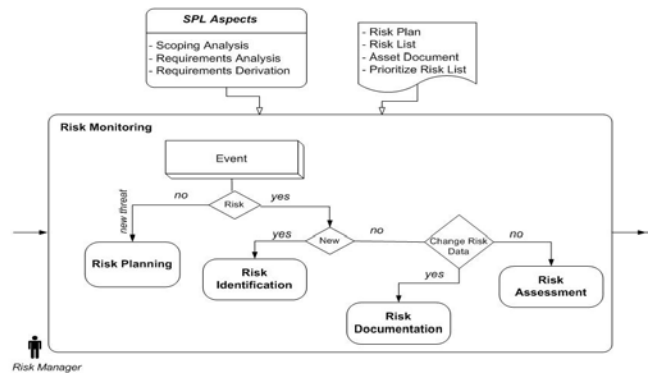 SPL Aspects
- Scoping Analysis
- Requirements Analysis
- Requirements Derivation
- Risk Plan
- Risk List
- Asset Document
- Prioritize Risk List
Risk Monitoring
Event
new threat
no
Risk
yes
yes
New
no
Change Risk
Data
no
yes
Risk Planning
Risk
Identification
Risk
Documentation
Risk
Assessment
Risk Manager